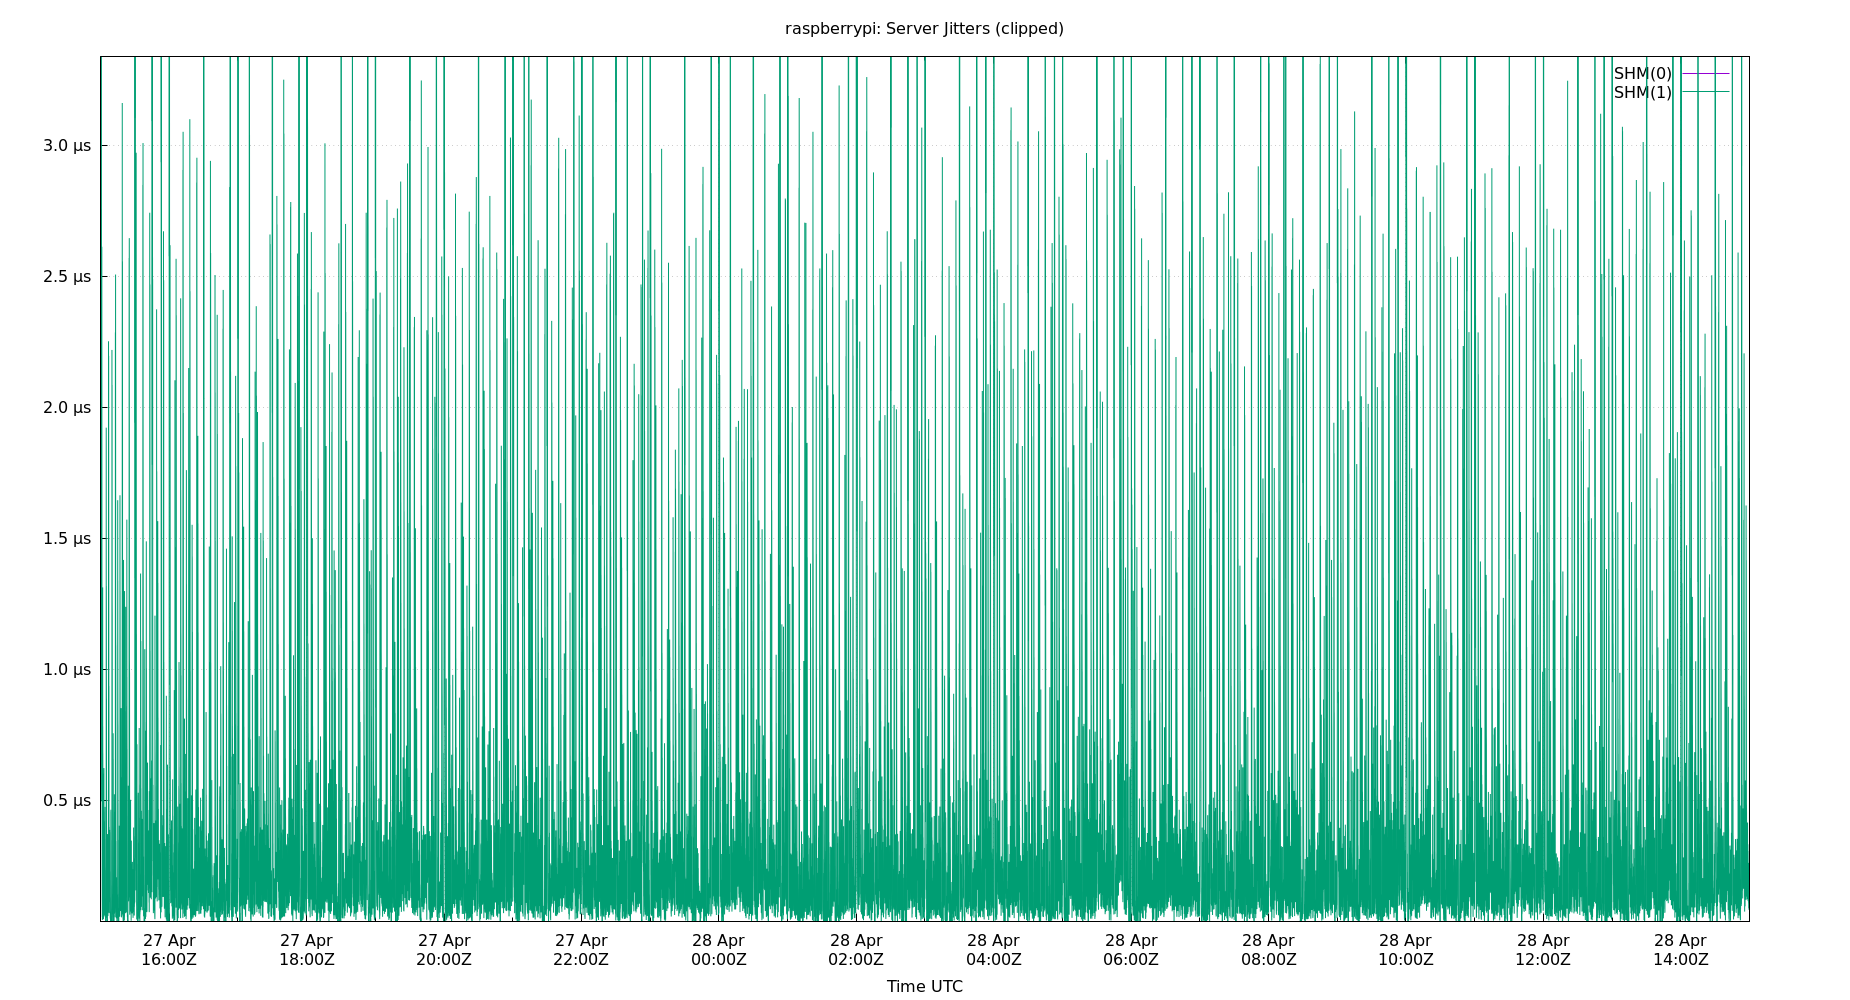 raspberrypi: Server Jitters (clipped)
SHM(0)
SHM(1)
3.0 µs
2.5 µs
2.0 µs
1.5 µs
1.0 µs
0.5 µs
27 Apr 27 Apr 27 Apr 27 Apr 28 Apr 28 Apr 28 Apr 28 Apr 28 Apr 28 Apr 28 Apr 28 Apr
16:00Z 18:00Z 20:00Z 22:00Z 00:00Z 02:00Z 04:00Z 06:00Z 08:00Z 10:00Z 12:00Z 14:00Z
Time UTC